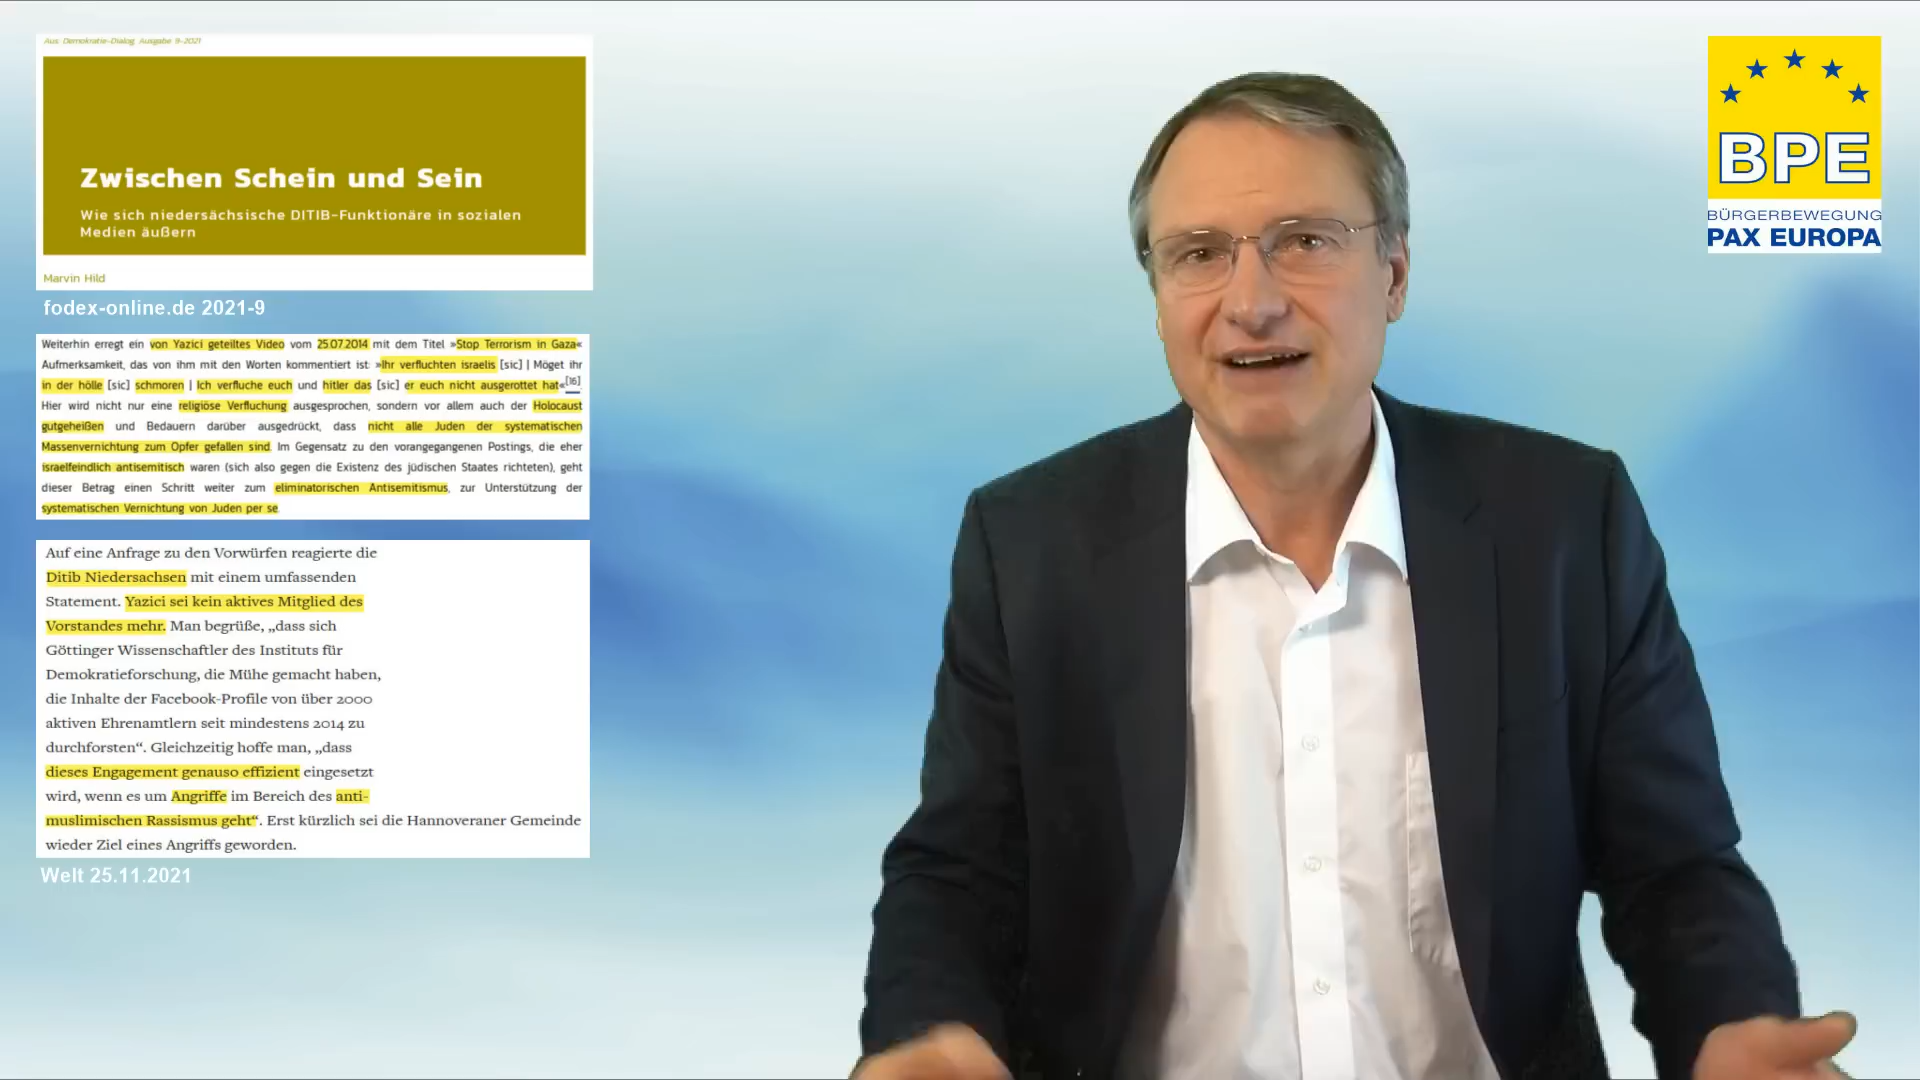 Aus: Demokratie-Dialog. Ausgabe 9-2021
Zwischen Schein und Sein
Wie sich niedersächsische DITIB-Funktionäre in sozialen
Medien äußern
Marvin Hild
fodex-online.de 2021-9
Weiterhin erregt ein von Yazici geteiltes Video vom 25.07.2014 mit dem Titel »Stop Terrorism in Gaza«
Aufmerksamkeit, das von ihm mit den Worten kommentiert ist: »Ihr verfluchten israelis [sic] | Möget ihr
in der hölle [sic] schmoren | Ich verfluche euch und hitler das [sic] er euch nicht ausgerottet hat«[16].
Hier wird nicht nur eine religiöse Verfluchung ausgesprochen, sondern vor allem auch der Holocaust
gutgeheißen und Bedauern darüber ausgedrückt, dass nicht alle Juden der systematischen
Massenvernichtung zum Opfer gefallen sind. Im Gegensatz zu den vorangegangenen Postings, die eher
israelfeindlich antisemitisch waren (sich also gegen die Existenz des jüdischen Staates richteten), geht
dieser Betrag einen Schritt weiter zum eliminatorischen Antisemitismus, zur Unterstützung der
systematischen Vernichtung von Juden per se.
Auf eine Anfrage zu den Vorwürfen reagierte die
Ditib Niedersachsen mit einem umfassenden
Statement. Yazici sei kein aktives Mitglied des
Vorstandes mehr. Man begrüße, „dass sich
Göttinger Wissenschaftler des Instituts für
Demokratieforschung, die Mühe gemacht haben,
die Inhalte der Facebook-Profile von über 2000
aktiven Ehrenamtlern seit mindestens 2014 zu
durchforsten“. Gleichzeitig hoffe man, „dass
dieses Engagement genauso effizient eingesetzt
wird, wenn es um Angriffe im Bereich des anti-
muslimischen Rassismus geht“. Erst kürzlich sei die Hannoveraner Gemeinde
wieder Ziel eines Angriffs geworden.
Welt 25.11.2021
BPE
BÜRGERBEWEGUNG
PAX EUROPA